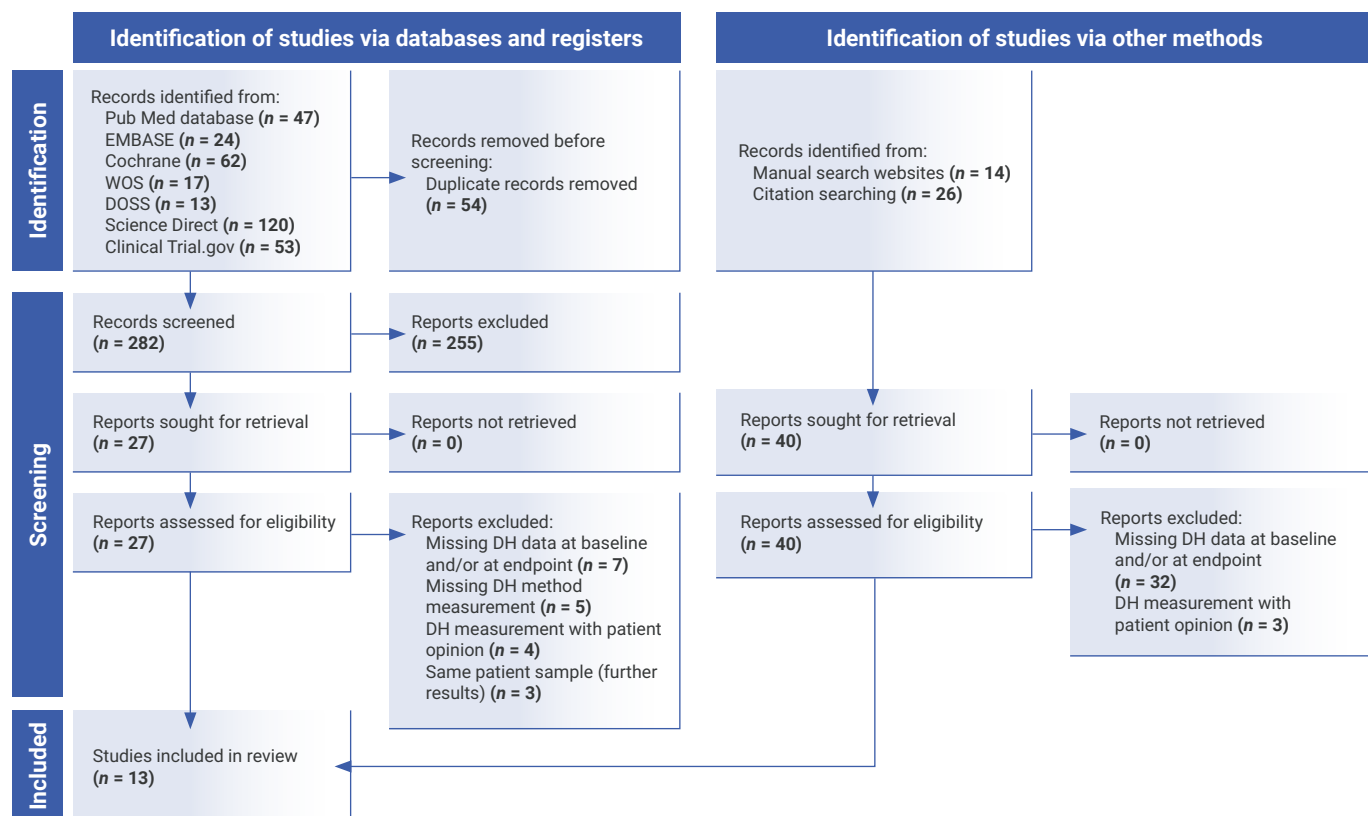 Identification of studies via databases and registers
Identification of studies via other methods
Identification
Records identified from:
Pub Med database (n = 47)
EMBASE (n = 24)
Cochrane (n = 62)
WOS (n = 17)
DOSS (n = 13)
Science Direct (n = 120)
Clinical Trial.gov (n = 53)
Records removed before
screening:
Duplicate records removed
(n = 54)
Records identified from:
Manual search websites (n = 14)
Citation searching (n = 26)
Screening
Records screened
(n = 282)
Reports excluded
(n = 255)
Reports sought for retrieval
(n = 27)
Reports not retrieved
(n = 0)
Reports sought for retrieval
(n = 40)
Reports not retrieved
(n = 0)
Reports assessed for eligibility
(n = 27)
Reports excluded:
Missing DH data at baseline
and/or at endpoint (n = 7)
Missing DH method
measurement (n = 5)
DH measurement with patient
opinion (n = 4)
Same patient sample (further
results) (n = 3)
Reports assessed for eligibility
(n = 40)
Reports excluded:
Missing DH data at baseline
and/or at endpoint
(n = 32)
DH measurement with
patient opinion (n = 3)
Included
Studies included in review
(n = 13)